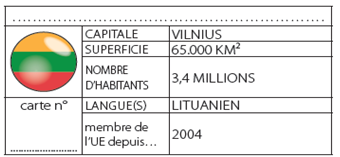 CAPITALE VILNIUS
SUPERFICIE 65.000 KM²
NOMBRE
D'HABITANTS 3,4 MILLIONS
carte n° LANGUE(S) LITUANIEN
membre de
l'UE depuis... 2004